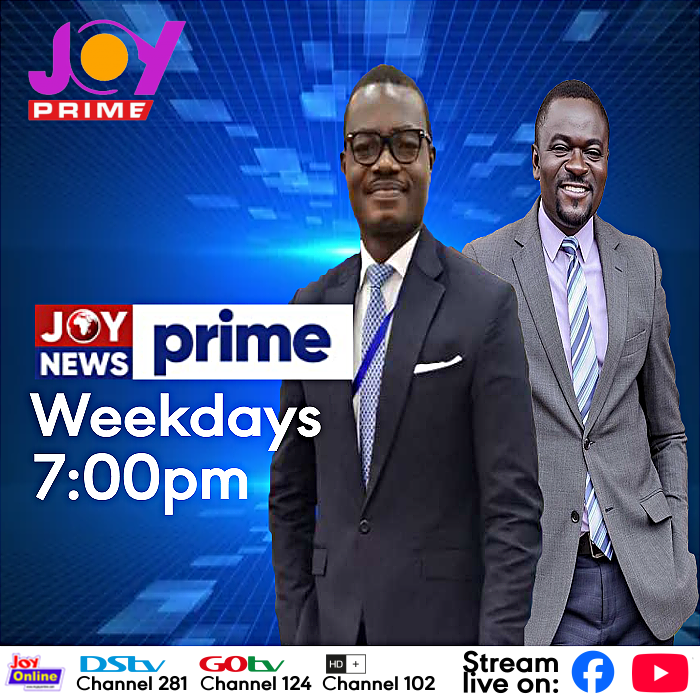 JOY
PRIME
JOY
NEWS
prime
Weekdays
7:00pm
Joy
Online
DStv
Channel 281
GOtv
Channel 124
HD +
Channel 102
Stream
live on: